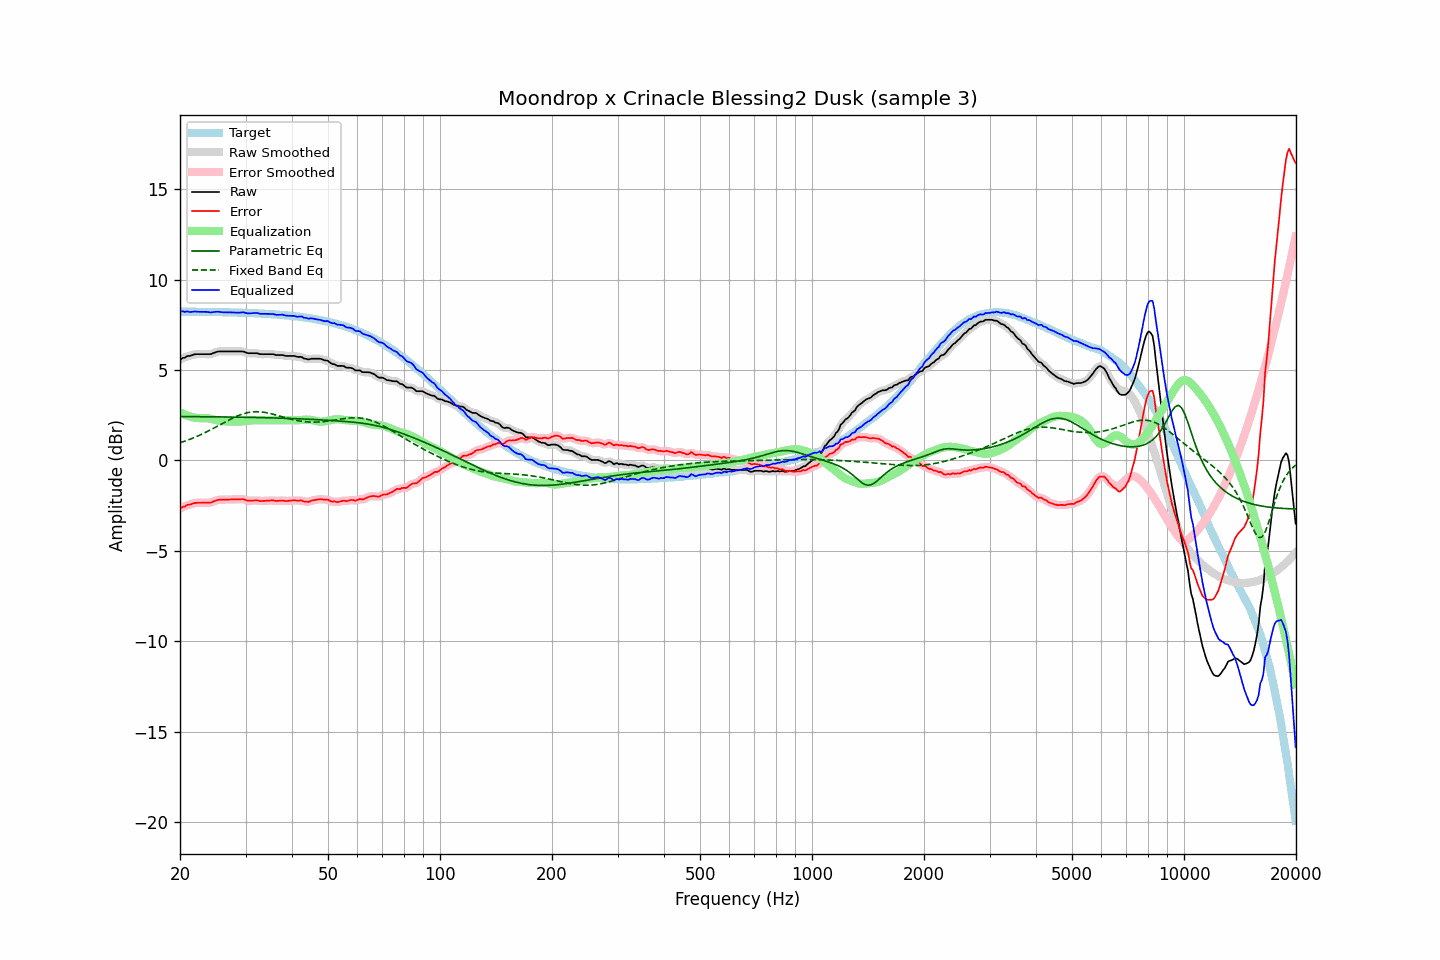 Moondrop x Crinacle Blessing2 Dusk (sample 3)
Target
Raw Smoothed
Error Smoothed
Raw
Error
Equalization
Parametric Eq
Fixed Band Eq
Equalized
Amplitude (dBr)
15
10
5
0
−5
−10
−15
−20
20 50 100 200 500 1000 2000 5000 10000 20000
Frequency (Hz)